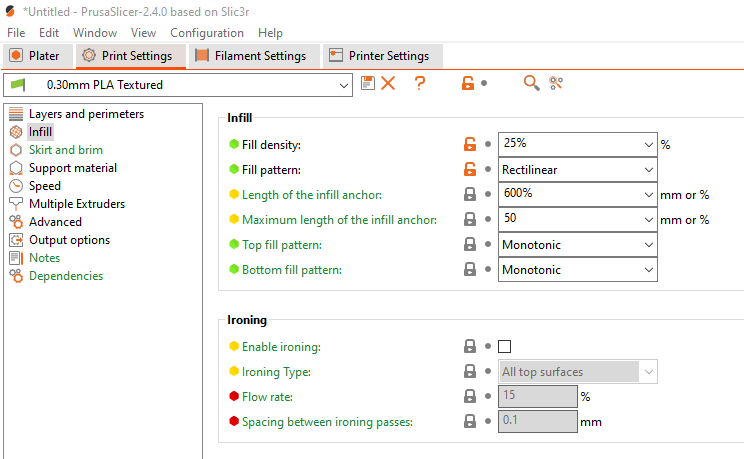 *Untitled - PrusaSlicer-2.4.0 based on Slic3r
File Edit Window View Configuration Help
Plater Print Settings Filament Settings Printer Settings
0.30mm PLA Textured
Layers and perimeters
Infill
Skirt and brim
Support material
Speed
Multiple Extruders
Advanced
Output options
Notes
Dependencies
Infill
Fill density: 25% %
Fill pattern: Rectilinear
Length of the infill anchor: 600% mm or %
Maximum length of the infill anchor: 50 mm or %
Top fill pattern: Monotonic
Bottom fill pattern: Monotonic
Ironing
Enable ironing:
Ironing Type: All top surfaces
Flow rate: 15 %
Spacing between ironing passes: 0.1 mm